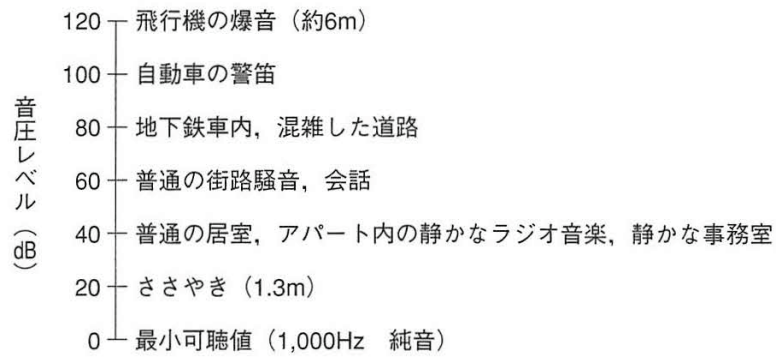 音圧レベル（dB）
120 飛行機の爆音（約6m）
100 自動車の警笛
80 地下鉄車内，混雑した道路
60 普通の街路騒音，会話
40 普通の居室，アパート内の静かなラジオ音楽，静かな事務室
20 ささやき（1.3m）
0 最小可聴値（1,000Hz　純音）